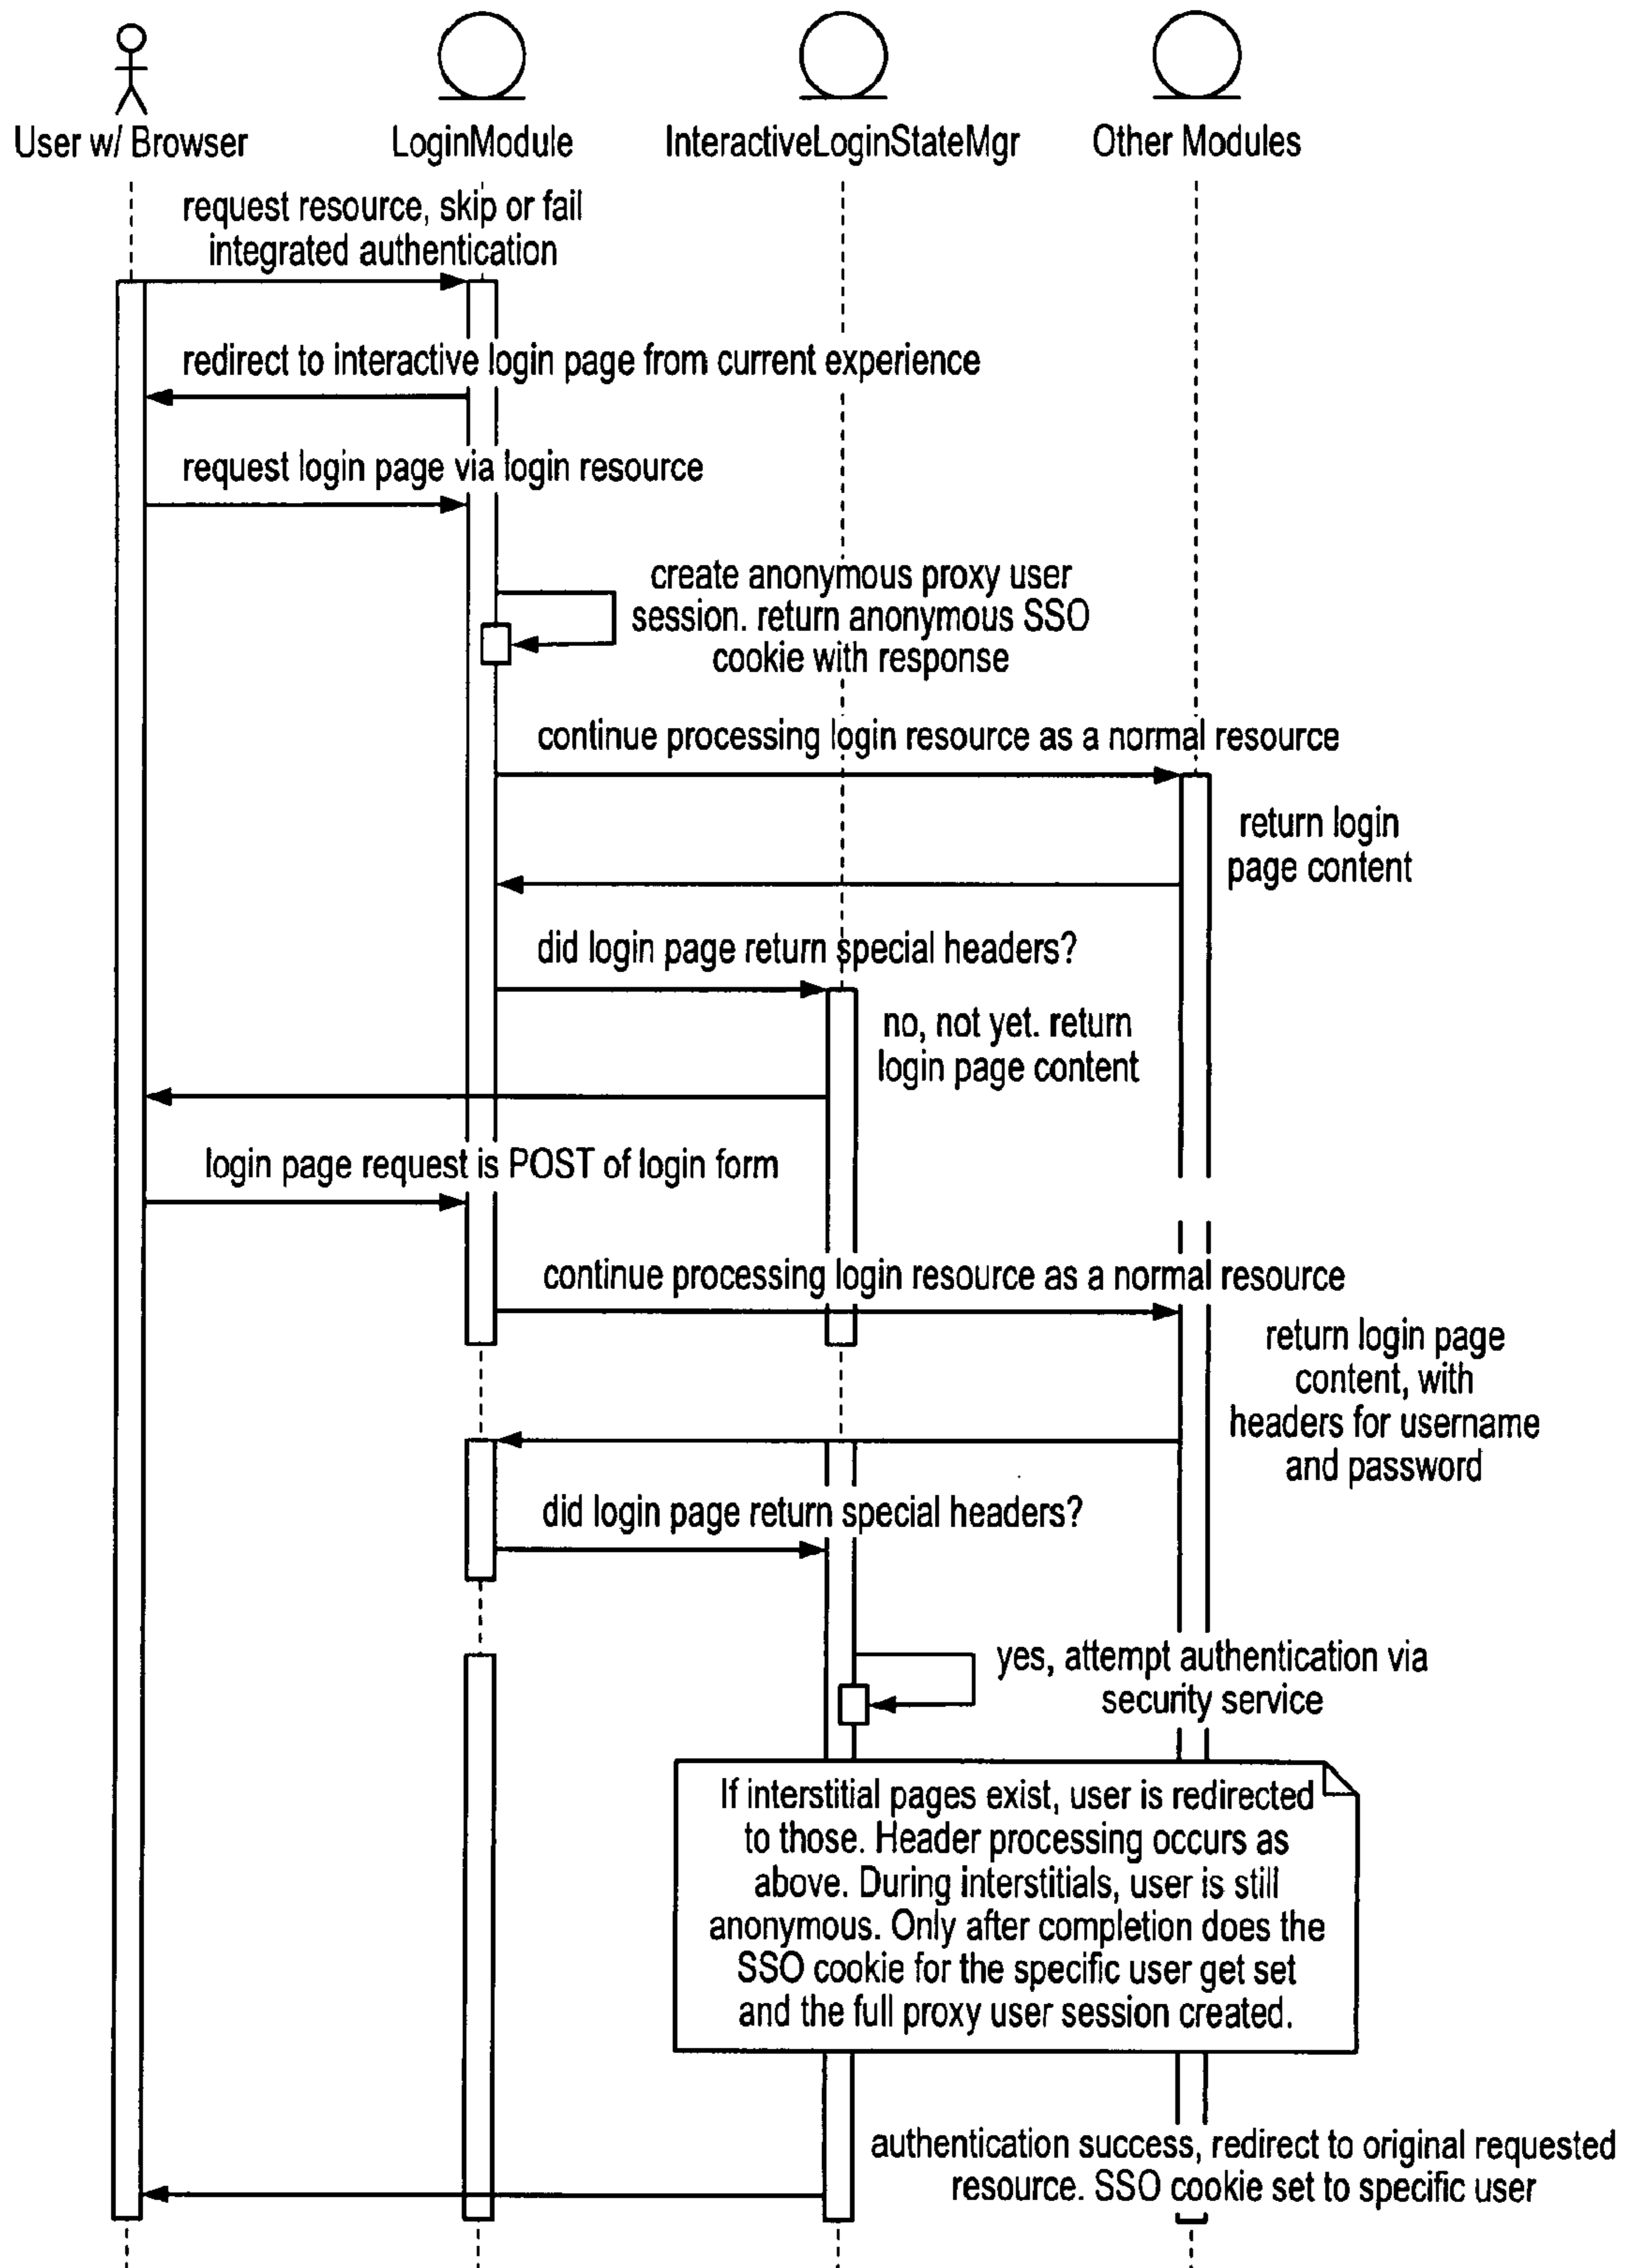 User w/ Browser
LoginModule
InteractiveLoginStateMgr
Other Modules
request resource, skip or fail
integrated authentication
redirect to interactive login page from current experience
request login page via login resource
create anonymous proxy user
session. return anonymous SSO
cookie with response
continue processing login resource as a normal resource
return login
page content
did login page return special headers?
no, not yet. return
login page content
login page request is POST of login form
continue processing login resource as a normal resource
return login page
content, with
headers for username
and password
did login page return special headers?
yes, attempt authentication via
security service
If interstitial pages exist, user is redirected
to those. Header processing occurs as
above. During interstitials, user is still
anonymous. Only after completion does the
SSO cookie for the specific user get set
and the full proxy user session created.
authentication success, redirect to original requested
resource. SSO cookie set to specific user